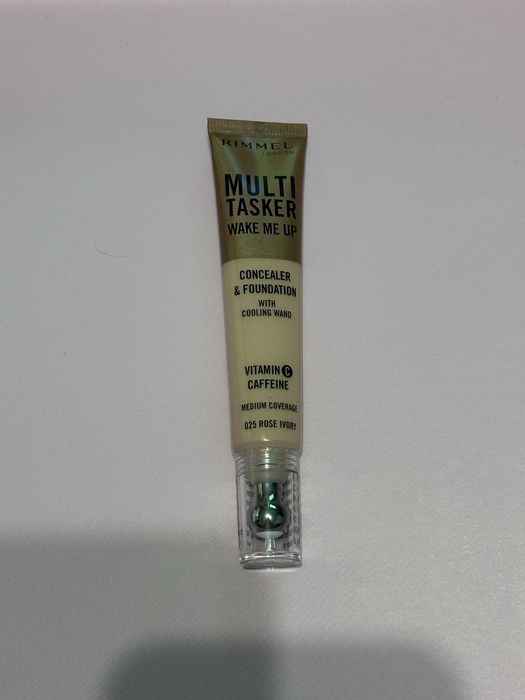 RIMMEL
LONDON
MULTI
TASKER
WAKE ME UP
CONCEALER
& FOUNDATION
WITH
COOLING WAND
VITAMIN C
CAFFEINE
MEDIUM COVERAGE
025 ROSE IVORY